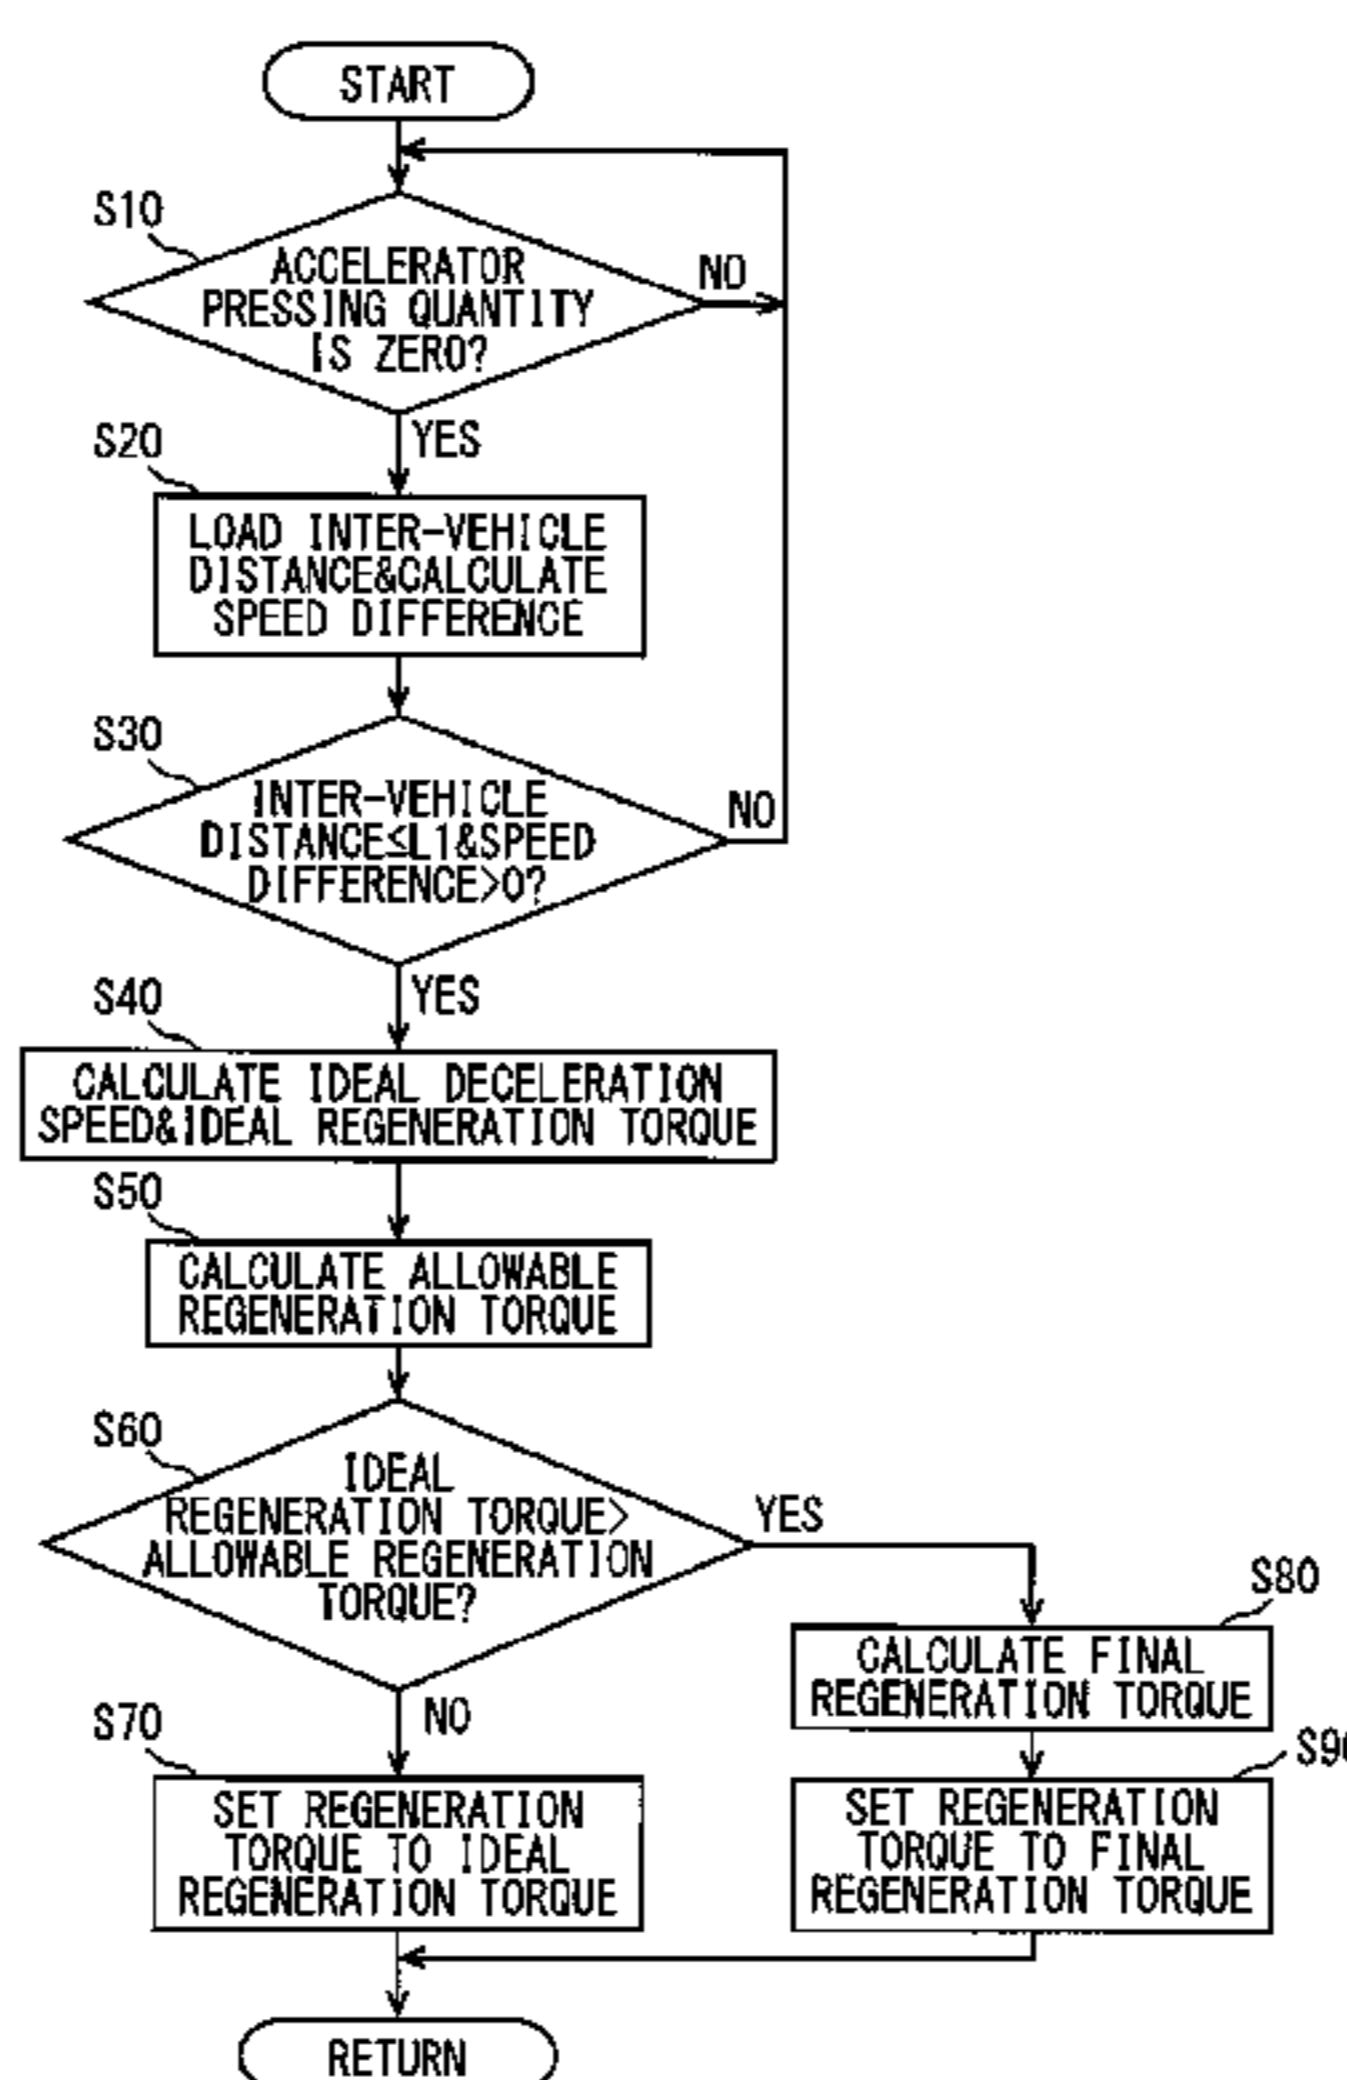 START
S10
ACCELERATOR
PRESSING QUANTITY
IS ZERO?
NO
YES
S20
LOAD INTER-VEHICLE
DISTANCE&CALCULATE
SPEED DIFFERENCE
S30
INTER-VEHICLE
DISTANCE≤L1&SPEED
DIFFERENCE>0?
NO
YES
S40
CALCULATE IDEAL DECELERATION
SPEED&IDEAL REGENERATION TORQUE
S50
CALCULATE ALLOWABLE
REGENERATION TORQUE
S60
IDEAL
REGENERATION TORQUE>
ALLOWABLE REGENERATION
TORQUE?
YES
NO
S80
CALCULATE FINAL
REGENERATION TORQUE
S70
SET REGENERATION
TORQUE TO IDEAL
REGENERATION TORQUE
S90
SET REGENERATION
TORQUE TO FINAL
REGENERATION TORQUE
RETURN